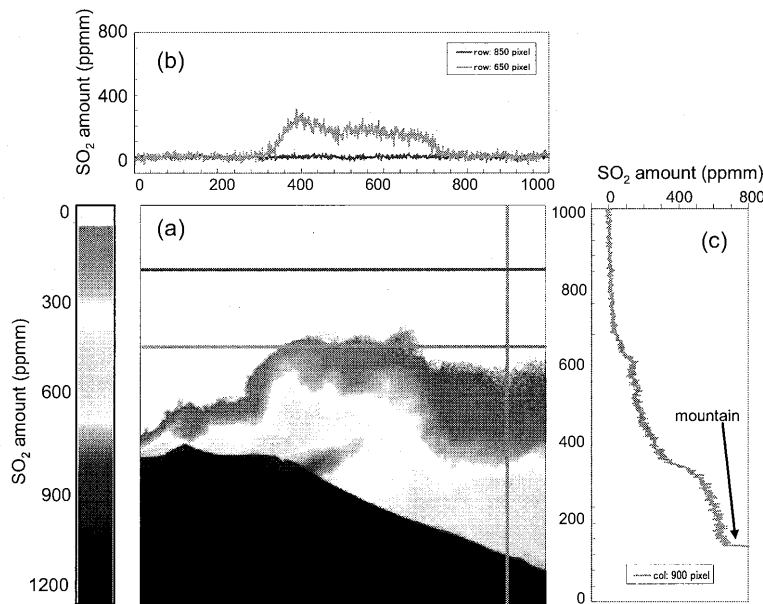 SO₂ amount (ppmm)
800
400
0
(b)
row: 850 pixel
row: 650 pixel
0
200
400
600
800
1000
SO₂ amount (ppmm)
0
300
600
900
1200
(a)
SO₂ amount (ppmm)
0
400
800
1000
800
600
400
200
0
(c)
mountain
col: 900 pixel